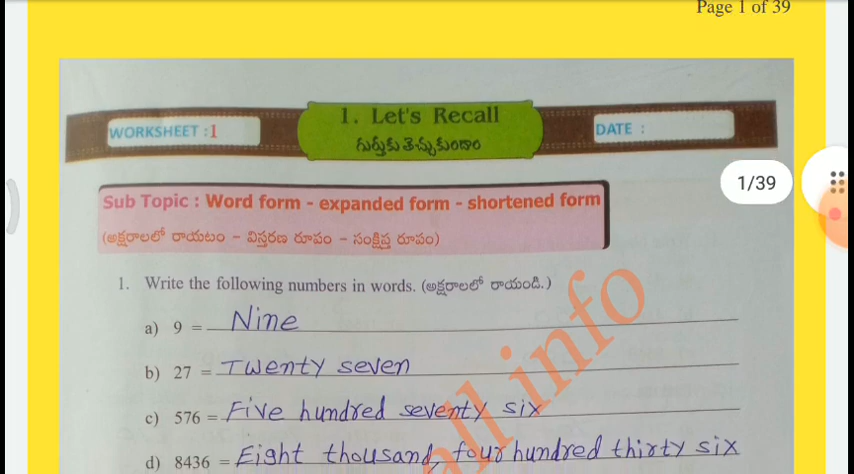 Page 1 of 39
1. Let's Recall
WORKSHEET :1
DATE :
గుర్తుకు తెచ్చుకుందాం
1/39
Sub Topic : Word form - expanded form - shortened form
(అక్షరాలలో రాయటం - విస్తరణ రూపం - సంక్షిప్త రూపం)
1. Write the following numbers in words. (అక్షరాలలో రాయండి.)
a) 9 = Nine
b) 27 = Twenty seven
c) 576 = Five hundred seventy six
d) 8436 = Eight thousand, four hundred thirty six
all info